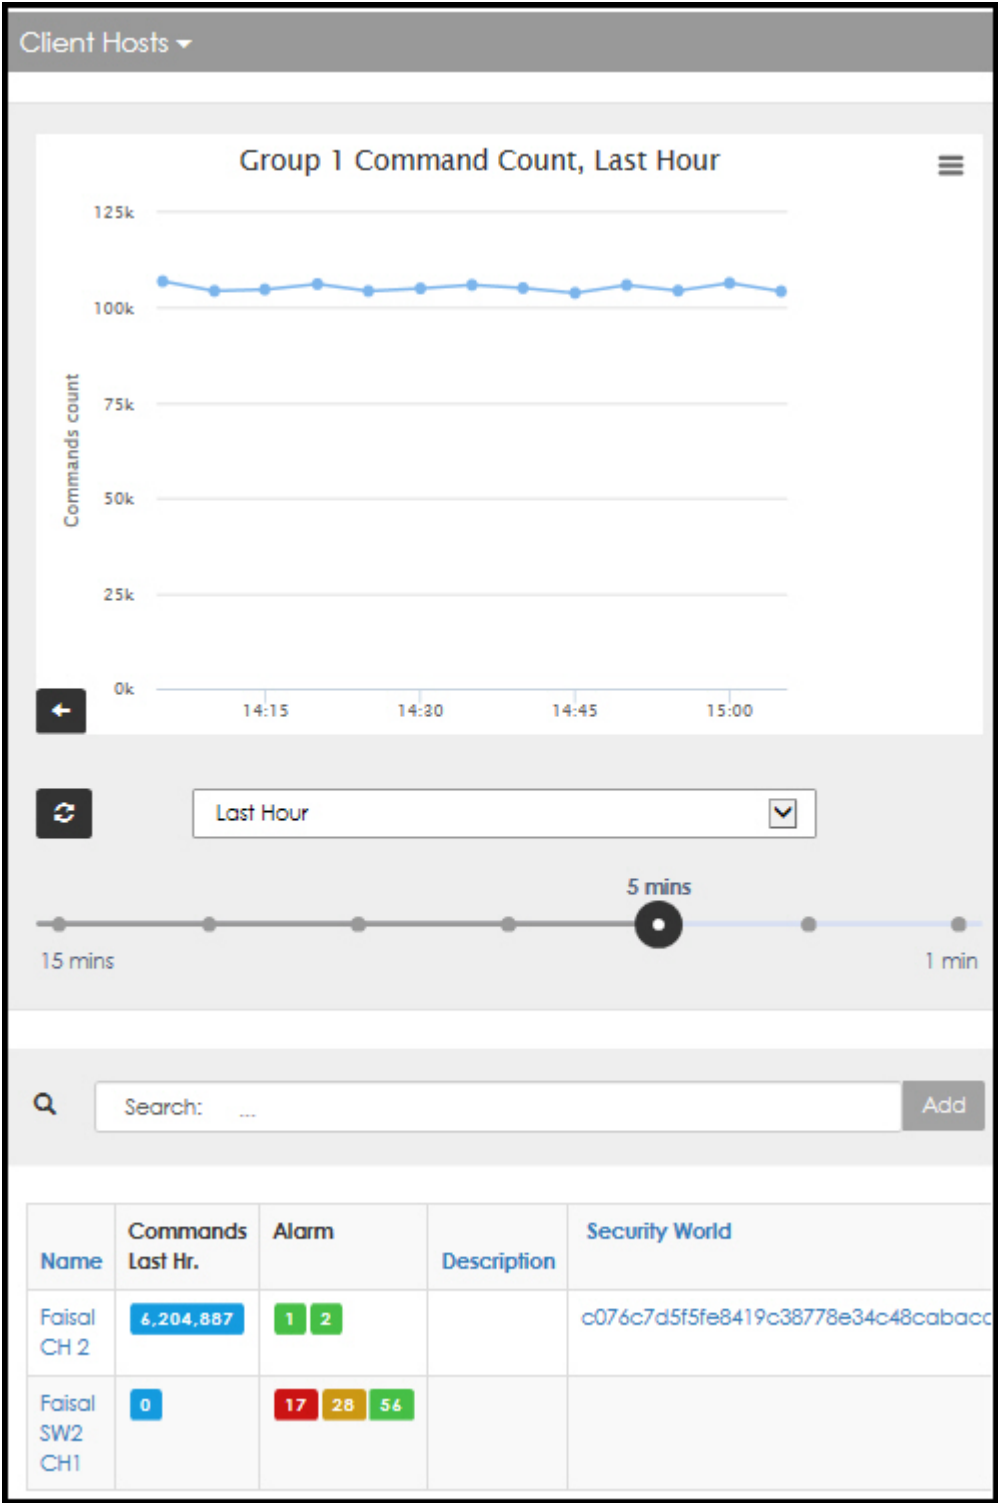 Client Hosts
Group 1 Command Count, Last Hour
125k
100k
75k
50k
25k
0k
Commands count
14:15 14:30 14:45 15:00
Last Hour
5 mins
15 mins 1 min
Search: ... Add
Name Commands Last Hr. Alarm Description Security World
Faisal CH 2 6,204,887 1 2 c076c7d5f5fe8419c38778e34c48cabacc
Faisal SW2 CH1 0 17 28 56